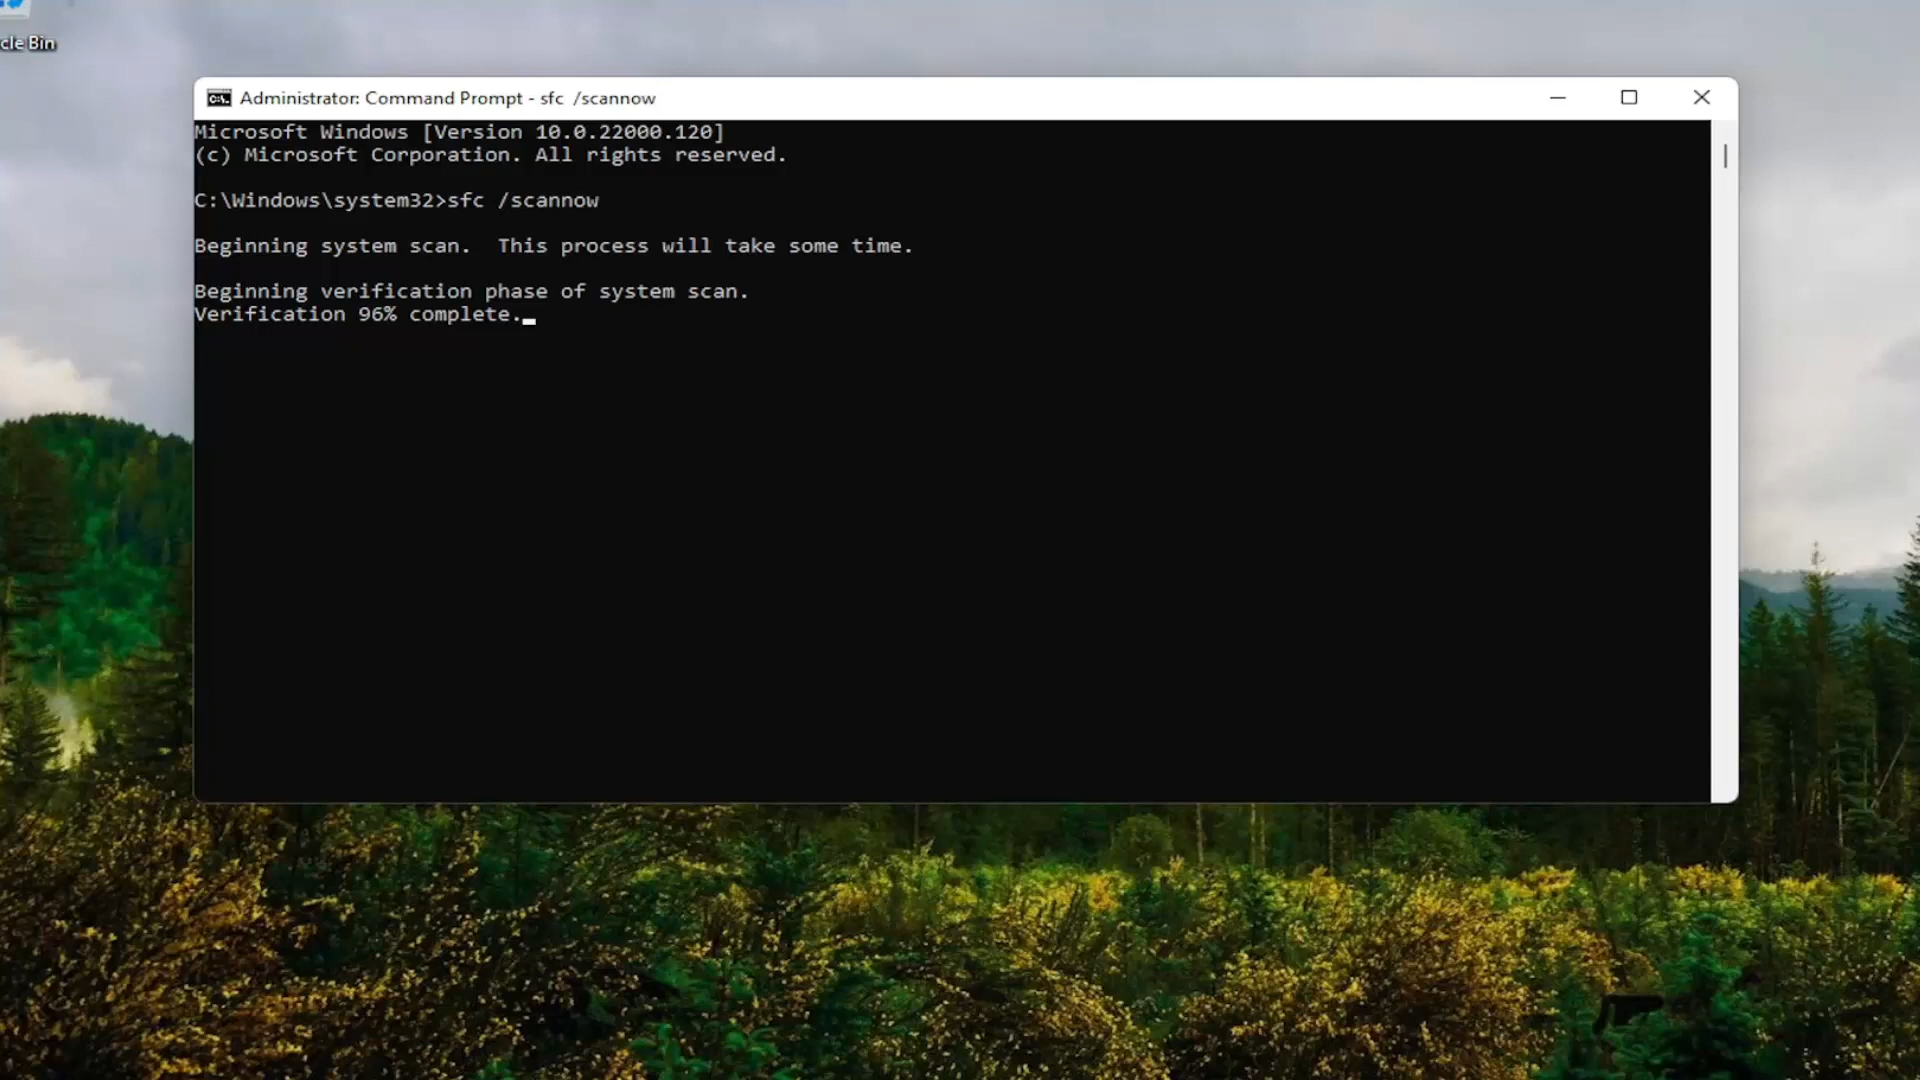 cle Bin
Administrator: Command Prompt - sfc  /scannow
Microsoft Windows [Version 10.0.22000.120]
(c) Microsoft Corporation. All rights reserved.
C:\Windows\system32>sfc /scannow
Beginning system scan.  This process will take some time.
Beginning verification phase of system scan.
Verification 96% complete.